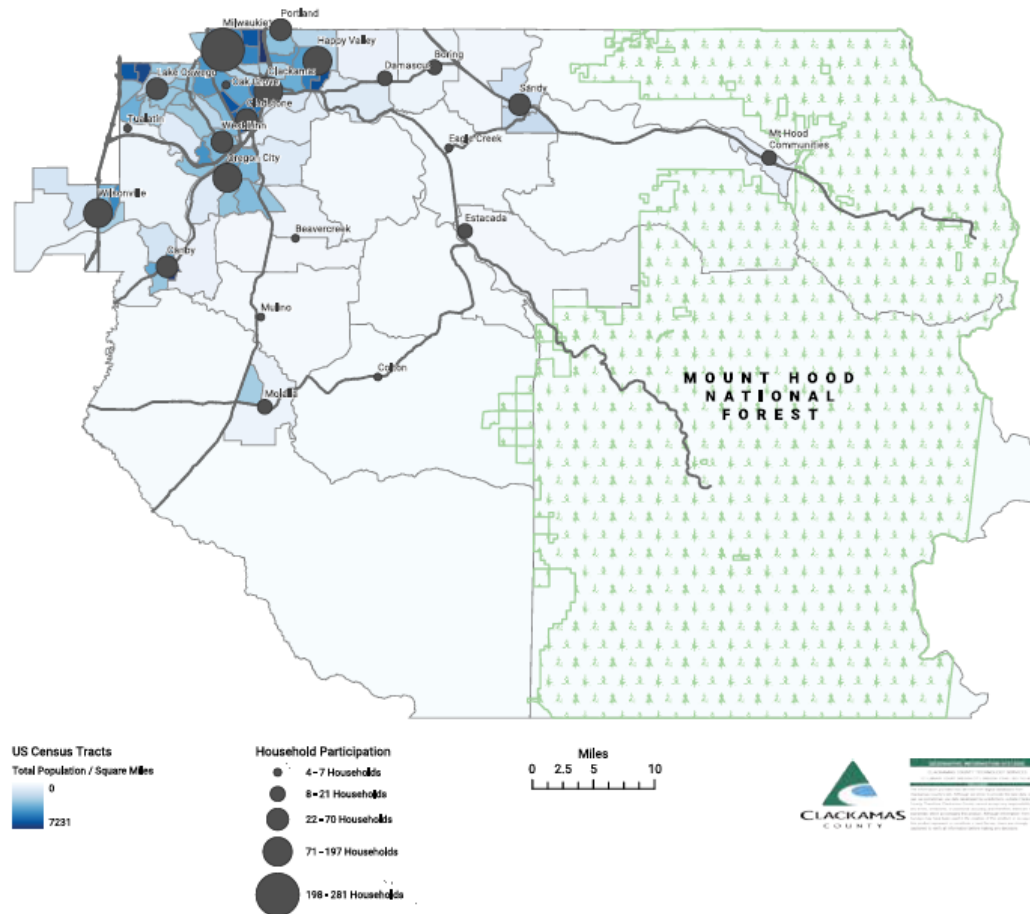 Portland
Milwaukie
Happy Valley
Boring
Clackamas
Damascus
Lake Oswego
Oak Grove
Sandy
Gladstone
Tualatin
West Linn
Eagle Creek
Mt Hood
Communities
Oregon City
Wilsonville
Estacada
Beavercreek
Canby
Mulino
Colton
Molalla
MOUNT HOOD
NATIONAL
FOREST
US Census Tracts
Total Population / Square Miles
0
7231
Household Participation
4-7 Households
8-21 Households
22-70 Households
71-197 Households
198-281 Households
Miles
0 2.5 5 10
CLACKAMAS
COUNTY
GEOGRAPHIC INFORMATION SYSTEMS